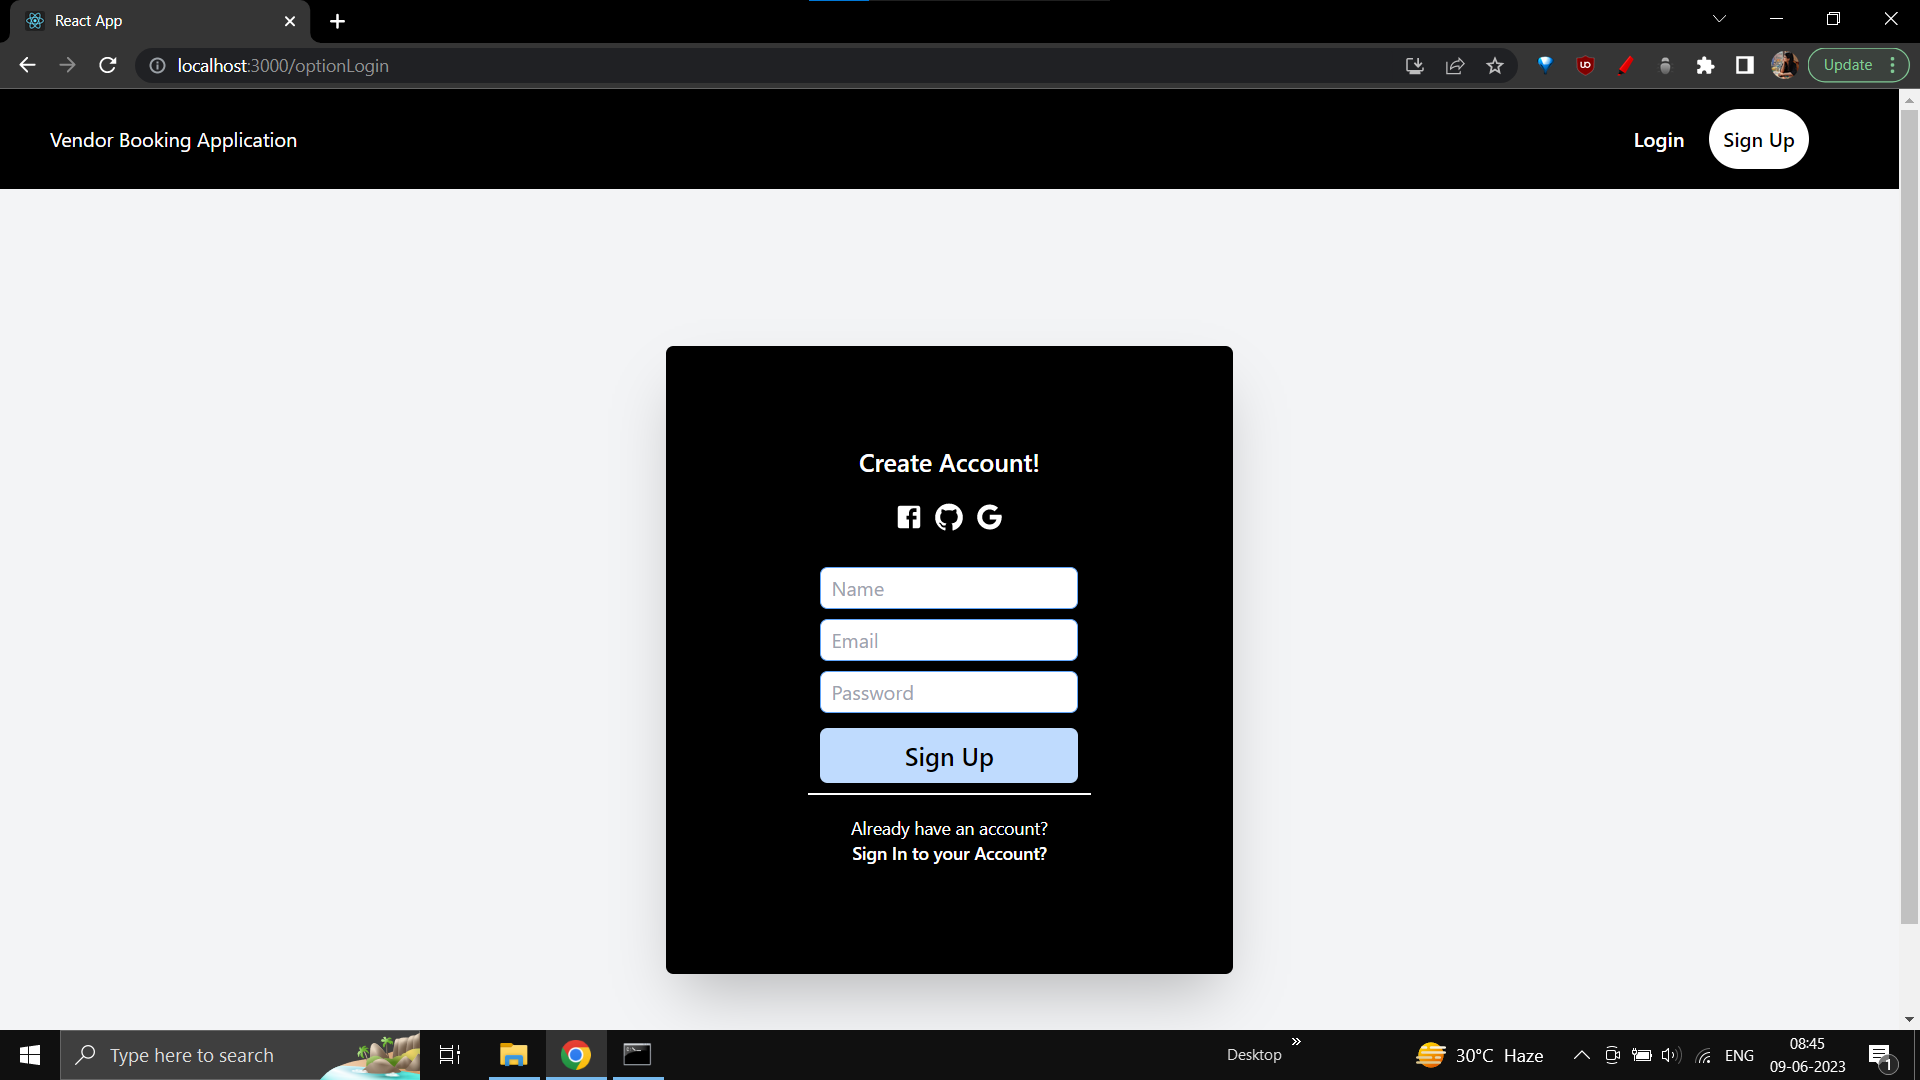 React App
localhost:3000/optionLogin
Update
Vendor Booking Application
Login
Sign Up
Create Account!
Name
Email
Password
Sign Up
Already have an account?
Sign In to your Account?
Type here to search
Desktop
30°C Haze
ENG
08:45
09-06-2023
1